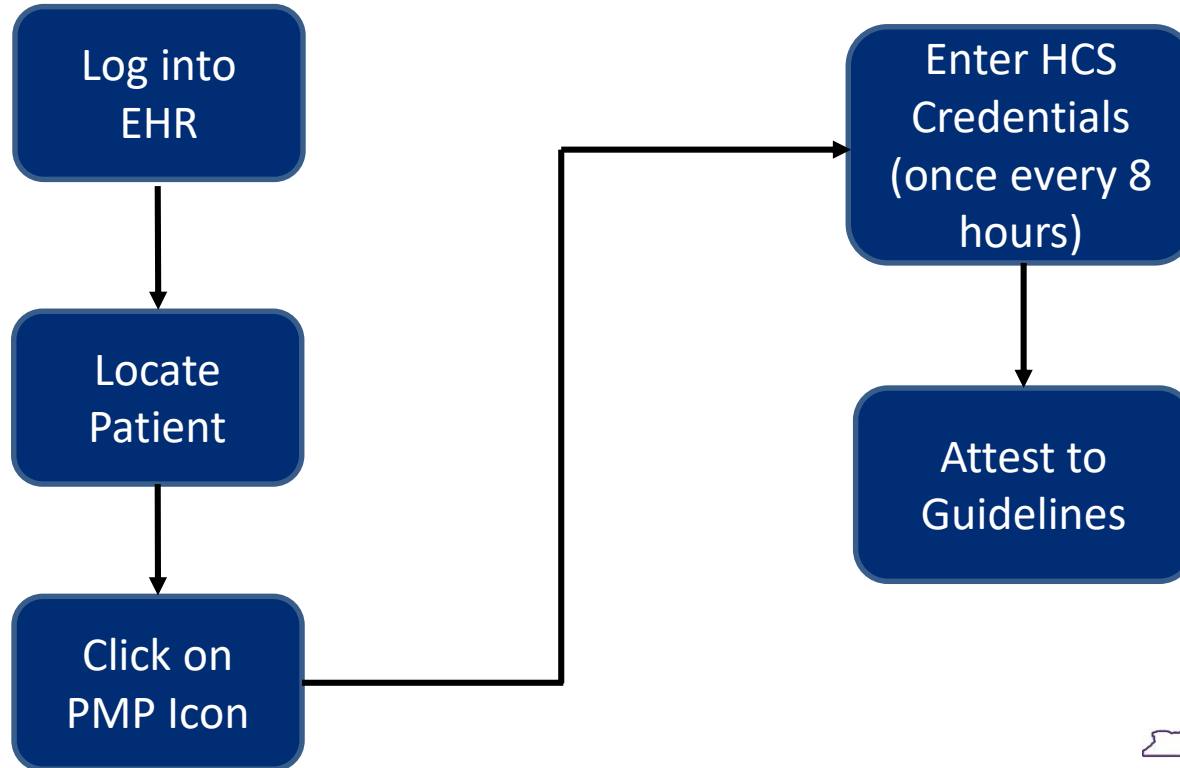 Log into
EHR
Locate
Patient
Click on
PMP Icon
Enter HCS
Credentials
(once every 8
hours)
Attest to
Guidelines